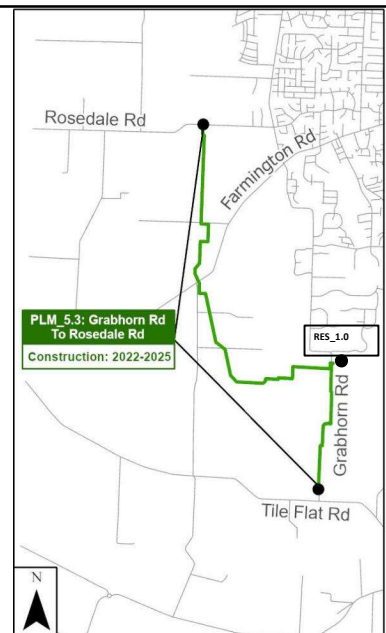 Rosedale Rd
Farmington Rd
PLM_5.3: Grabhorn Rd
To Rosedale Rd
Construction: 2022-2025
RES_1.0
Grabhorn Rd
Tile Flat Rd
N